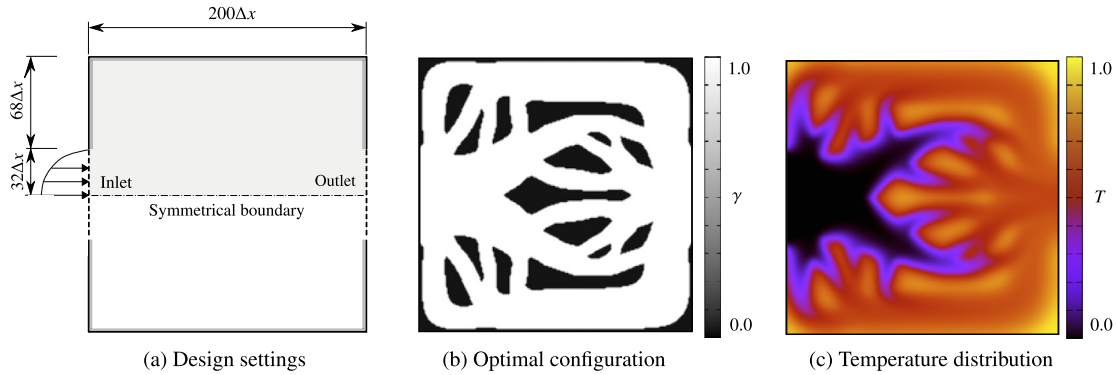 200Δx
68Δx
32Δx
Inlet
Outlet
Symmetrical boundary
(a) Design settings
1.0
γ
0.0
(b) Optimal configuration
1.0
T
0.0
(c) Temperature distribution